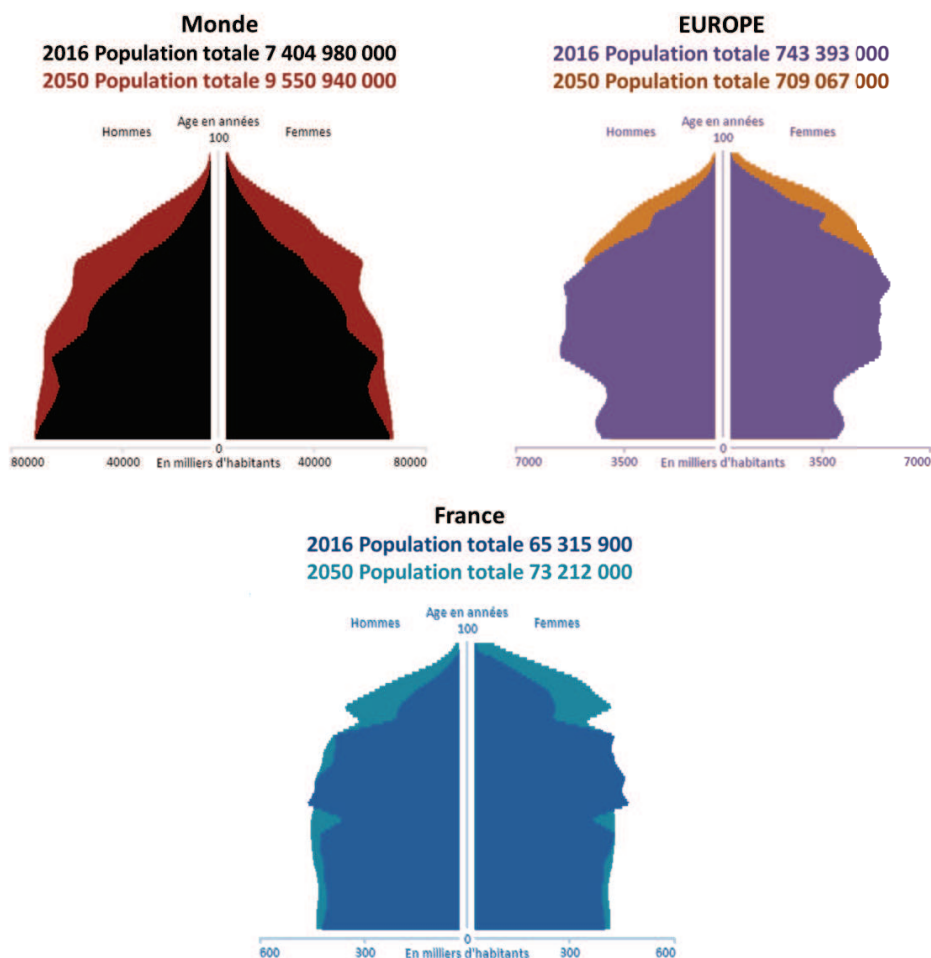 Monde
2016 Population totale 7 404 980 000
2050 Population totale 9 550 940 000
Age en années
Hommes 100 Femmes
0
80000 40000 En milliers d'habitants 40000 80000
EUROPE
2016 Population totale 743 393 000
2050 Population totale 709 067 000
Age en années
Hommes 100 Femmes
0
7000 3500 En milliers d'habitants 3500 7000
France
2016 Population totale 65 315 900
2050 Population totale 73 212 000
Age en années
Hommes 100 Femmes
0
600 300 En milliers d'habitants 300 600